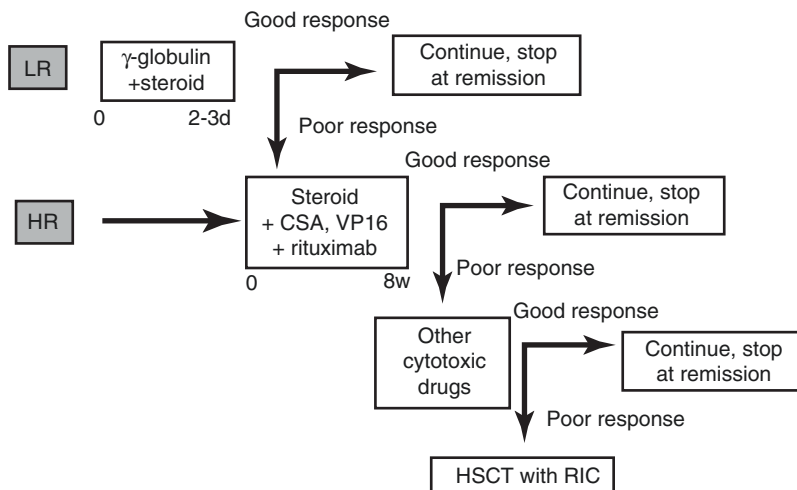 Good response
LR
γ-globulin
+steroid
0
2-3d
Continue, stop
at remission
Poor response
Good response
HR
Steroid
+ CSA, VP16
+ rituximab
0
8w
Continue, stop
at remission
Poor response
Good response
Other
cytotoxic
drugs
Continue, stop
at remission
Poor response
HSCT with RIC